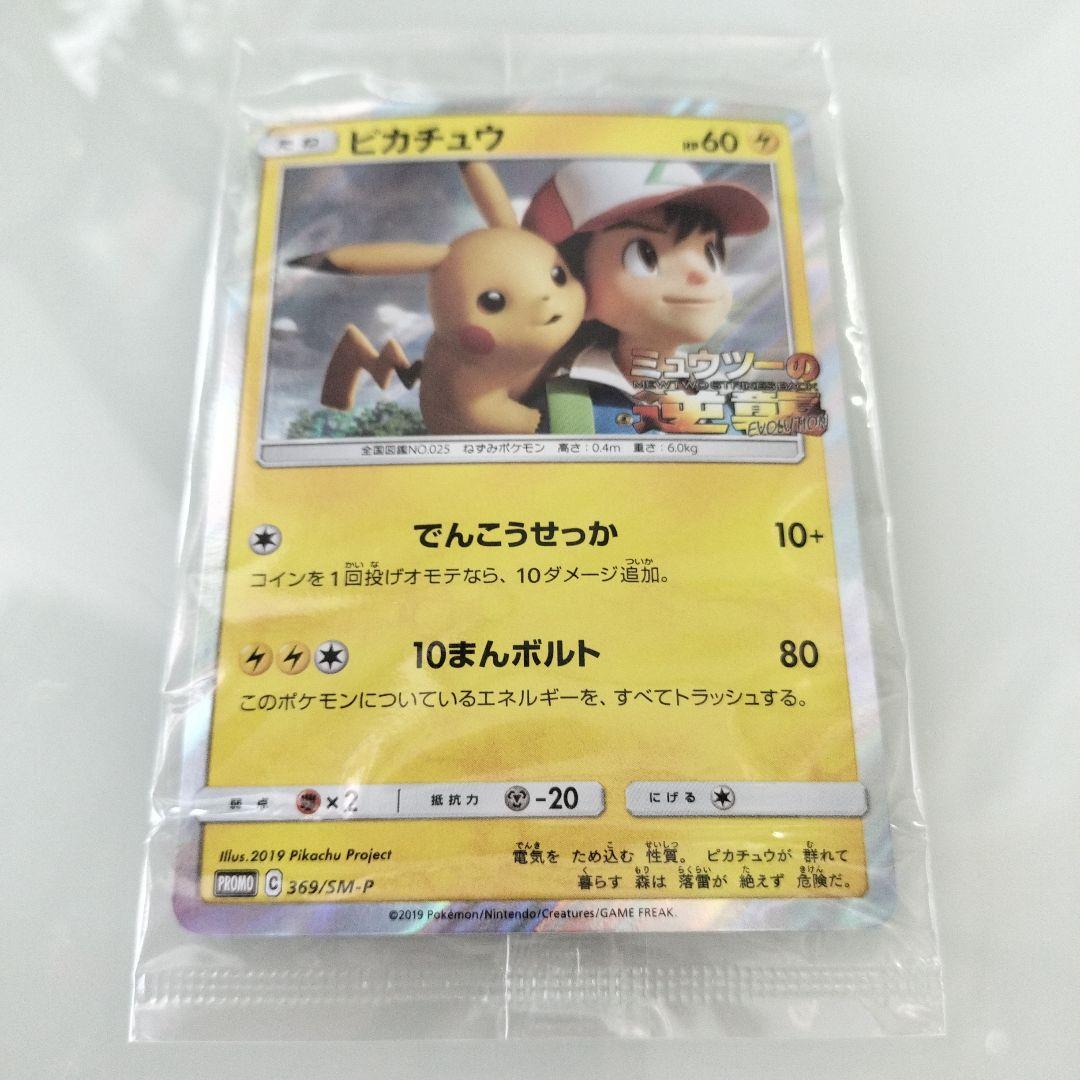 たね ピカチュウ HP60
ミュウツーの
MEWTWO STRIKES BACK
逆襲
EVOLUTION
全国図鑑NO.025 ねずみポケモン 高さ:0.4m 重さ:6.0kg
でんこうせっか 10+
コインを1回投げオモテなら、10ダメージ追加。
10まんボルト 80
このポケモンについているエネルギーを、すべてトラッシュする。
弱点 ×2 抵抗力 -20 にげる
Illus.2019 Pikachu Project
電気を ため込む 性質。 ピカチュウが 群れて
暮らす 森は 落雷が 絶えず 危険だ。
PROMO C 369/SM-P
©2019 Pokémon/Nintendo/Creatures/GAME FREAK.